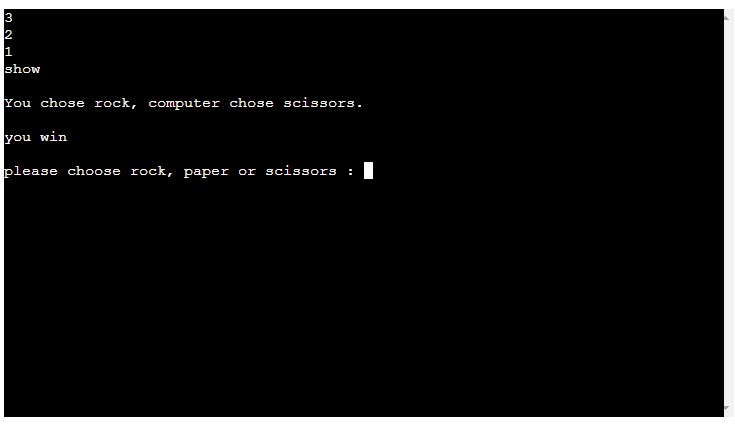 3
2
1
show
You chose rock, computer chose scissors.
you win
please choose rock, paper or scissors :